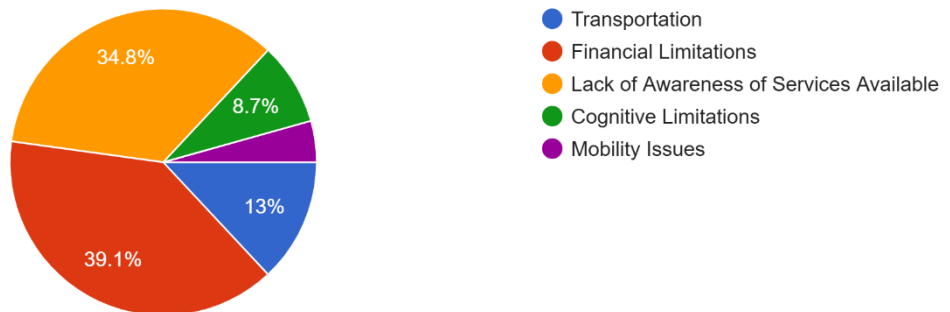 34.8%
8.7%
13%
39.1%
Transportation
Financial Limitations
Lack of Awareness of Services Available
Cognitive Limitations
Mobility Issues